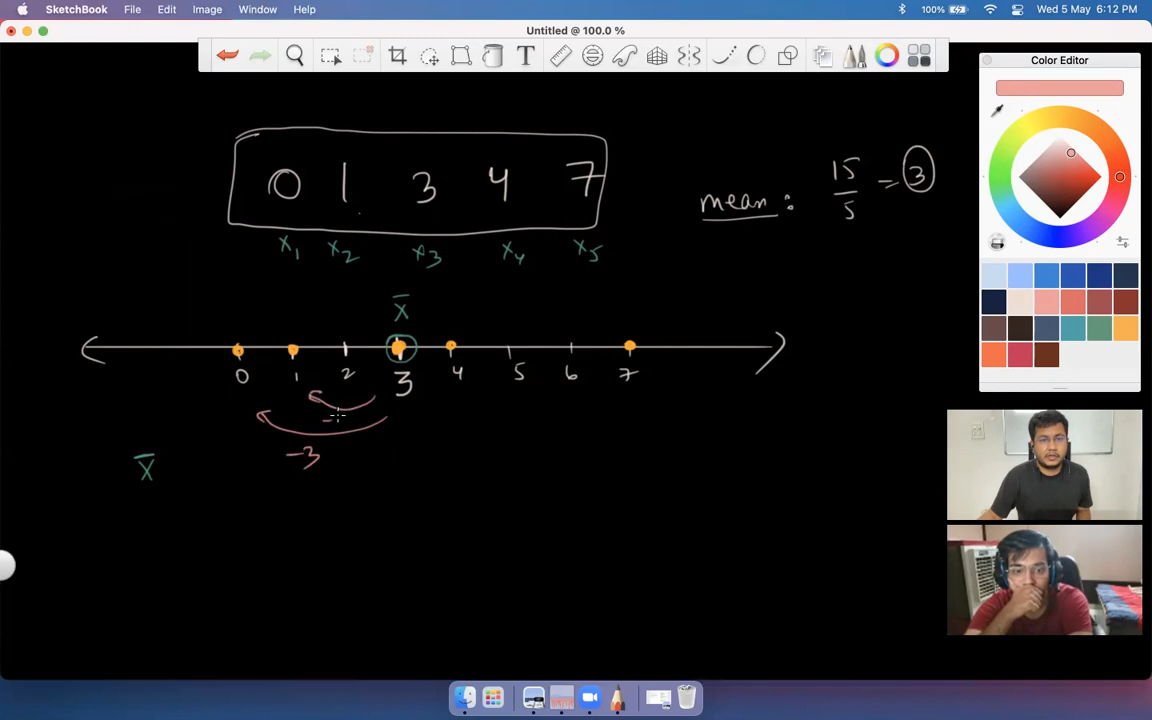 SketchBook File Edit Image Window Help 100% Wed 5 May 6:12 PM
Untitled @ 100.0 %
Color Editor
0 1 3 4 7
mean: 15/5 = 3
x₁ x₂ x₃ x₄ x₅
x̅
0 1 2 3 4 5 6 7
-
-3
x̅